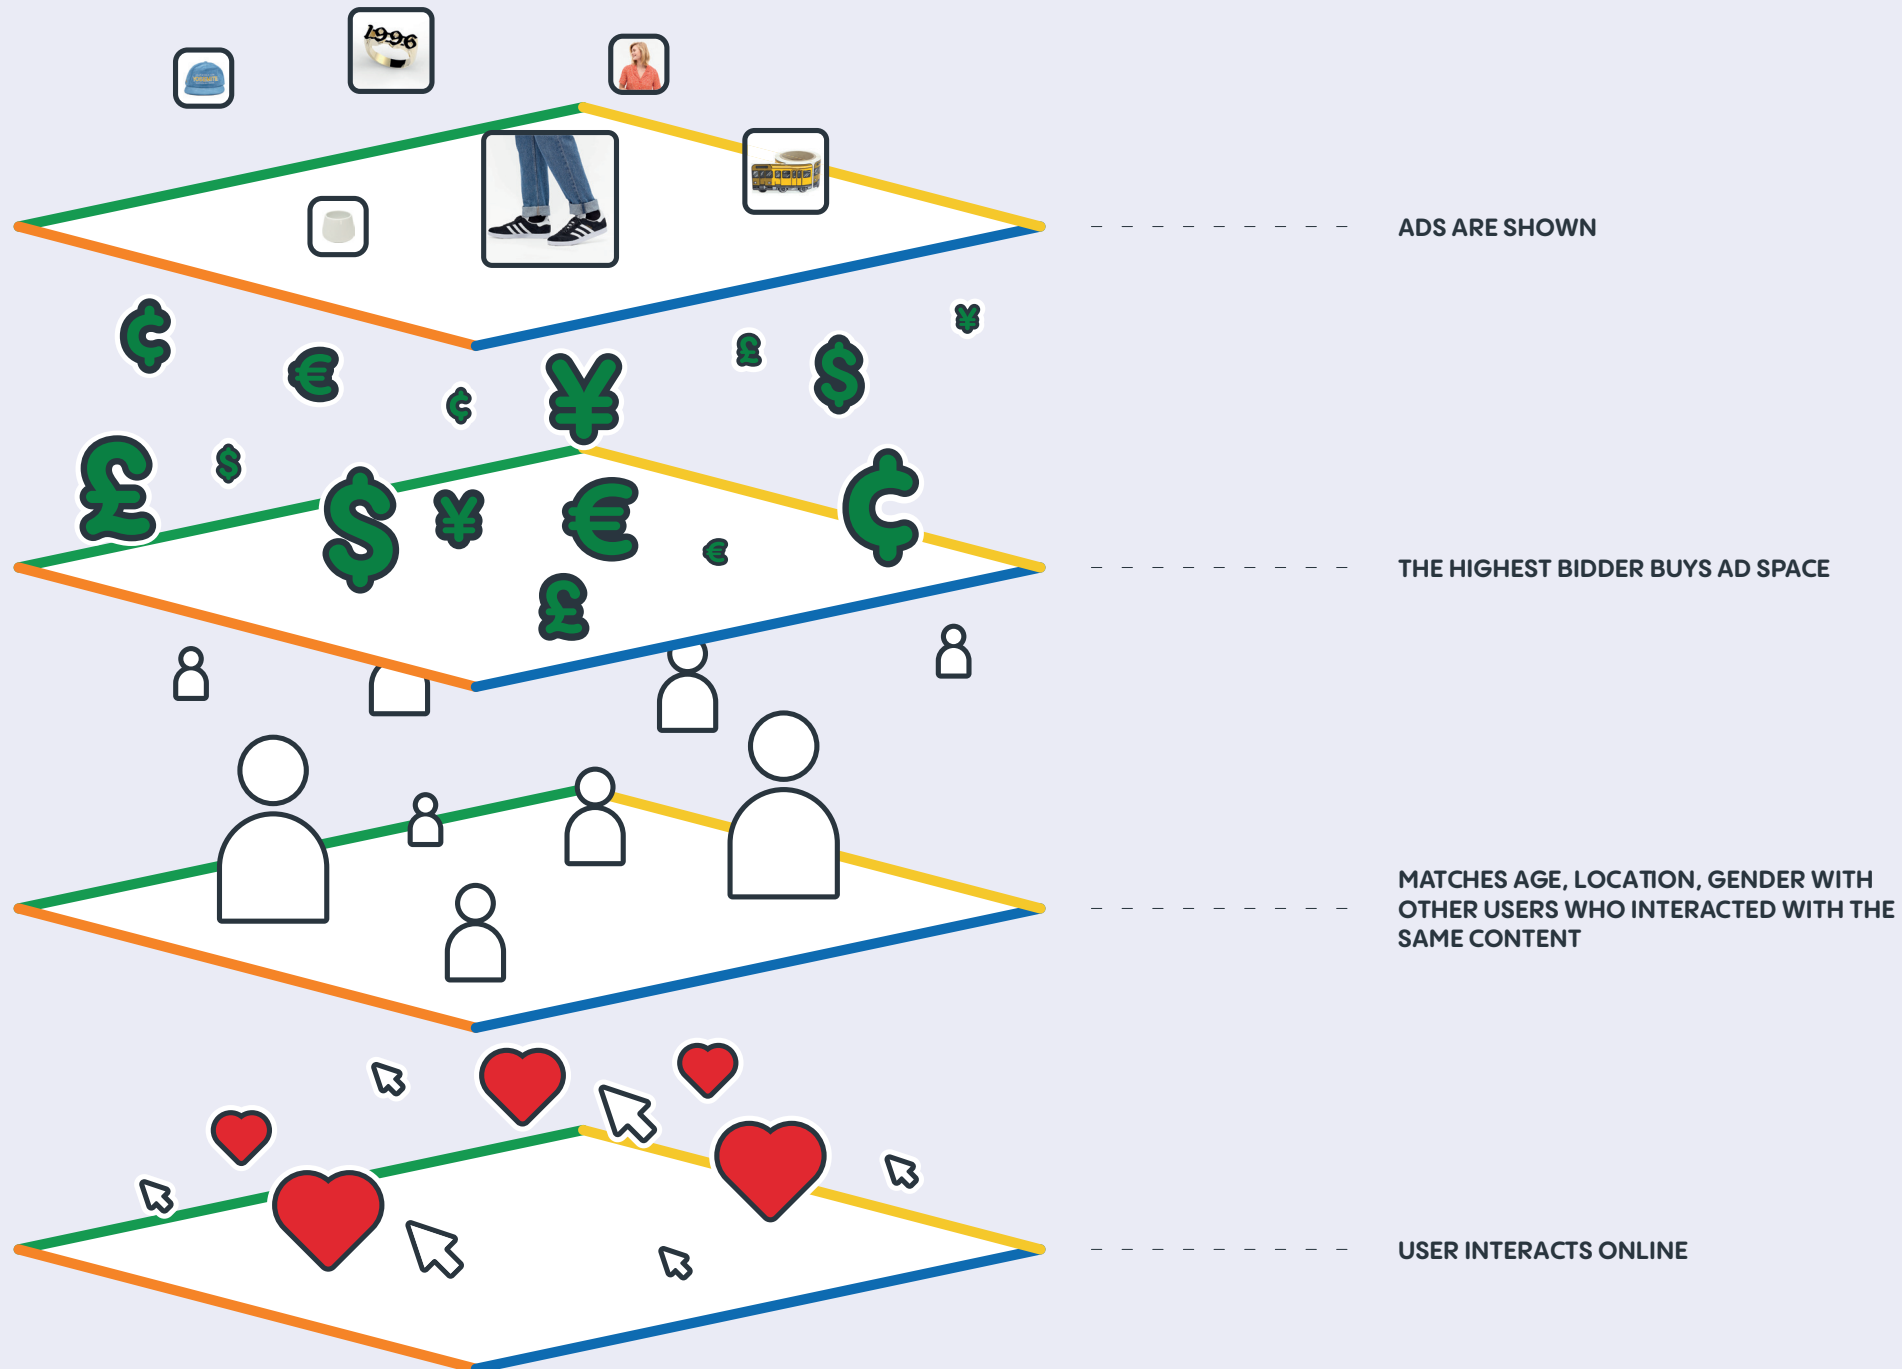 1996
ADS ARE SHOWN
¢
€
¢
¥
£
$
¥
£
$
$
¥
€
€
¢
£
THE HIGHEST BIDDER BUYS AD SPACE
MATCHES AGE, LOCATION, GENDER WITH
OTHER USERS WHO INTERACTED WITH THE
SAME CONTENT
USER INTERACTS ONLINE